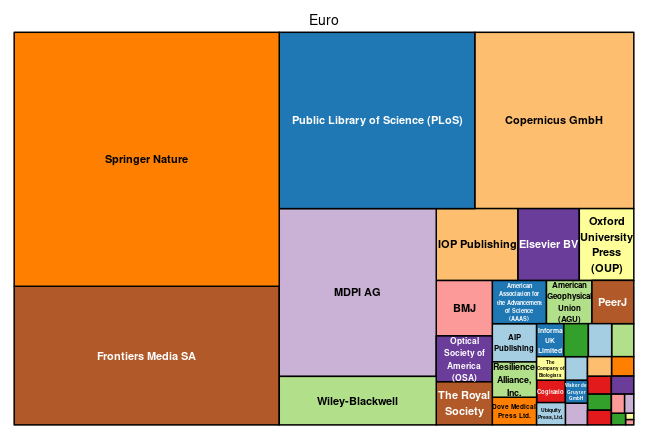 Euro
Springer Nature
Public Library of Science (PLoS)
Copernicus GmbH
Frontiers Media SA
MDPI AG
Wiley-Blackwell
IOP Publishing
Elsevier BV
Oxford
University
Press
(OUP)
BMJ
Optical
Society of
America
(OSA)
The Royal
Society
American
Association for
the Advancement
of Science
(AAAS)
American
Geophysical
Union
(AGU)
PeerJ
AIP
Publishing
Informa
UK
Limited
Resilience
Alliance,
Inc.
The
Company of
Biologists
Dove Medical
Press Ltd.
Cogitatio
Walter de
Gruyter
GmbH
Ubiquity
Press, Ltd.